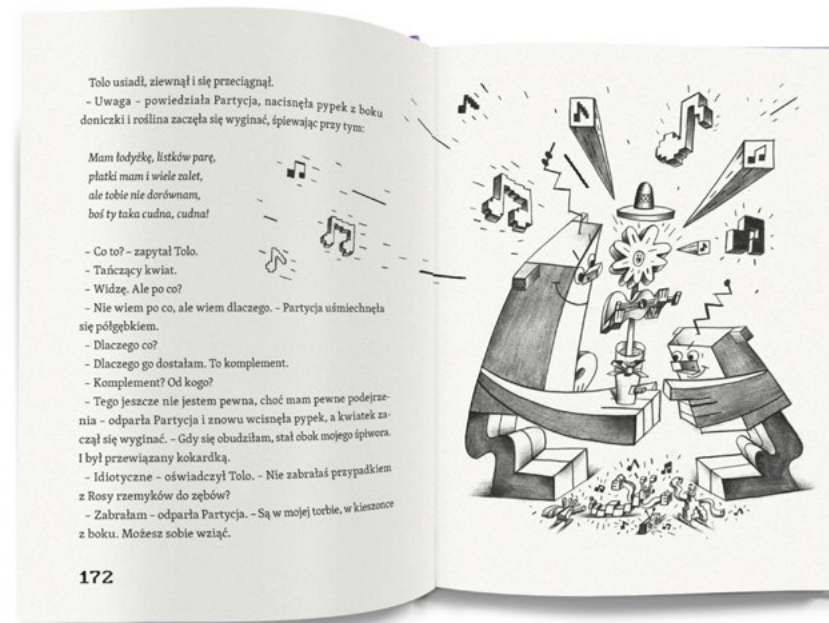 Tolo usiadł, ziewnął i się przeciągnął.
– Uwaga – powiedziała Partycja, nacisnęła pypek z boku
doniczki i roślina zaczęła się wyginać, śpiewając przy tym:
Mam łodyżkę, listków parę,
płatki mam i wiele zalet,
ale tobie nie dorównam,
boś ty taka cudna, cudna!
– Co to? – zapytał Tolo.
– Tańczący kwiat.
– Widzę. Ale po co?
– Nie wiem po co, ale wiem dlaczego. – Partycja uśmiechnęła
się półgębkiem.
– Dlaczego co?
– Dlaczego go dostałam. To komplement.
– Komplement? Od kogo?
– Tego jeszcze nie jestem pewna, choć mam pewne podejrze-
nia – odparła Partycja i znowu wcisnęła pypek, a kwiatek za-
czął się wyginać. – Gdy się obudziłam, stał obok mojego śpiwora.
I był przewiązany kokardką.
– Idiotyczne – oświadczył Tolo. – Nie zabrałaś przypadkiem
z Rosy rzemyków do zębów?
– Zabrałam – odparła Partycja. – Są w mojej torbie, w kieszonce
z boku. Możesz sobie wziąć.
172